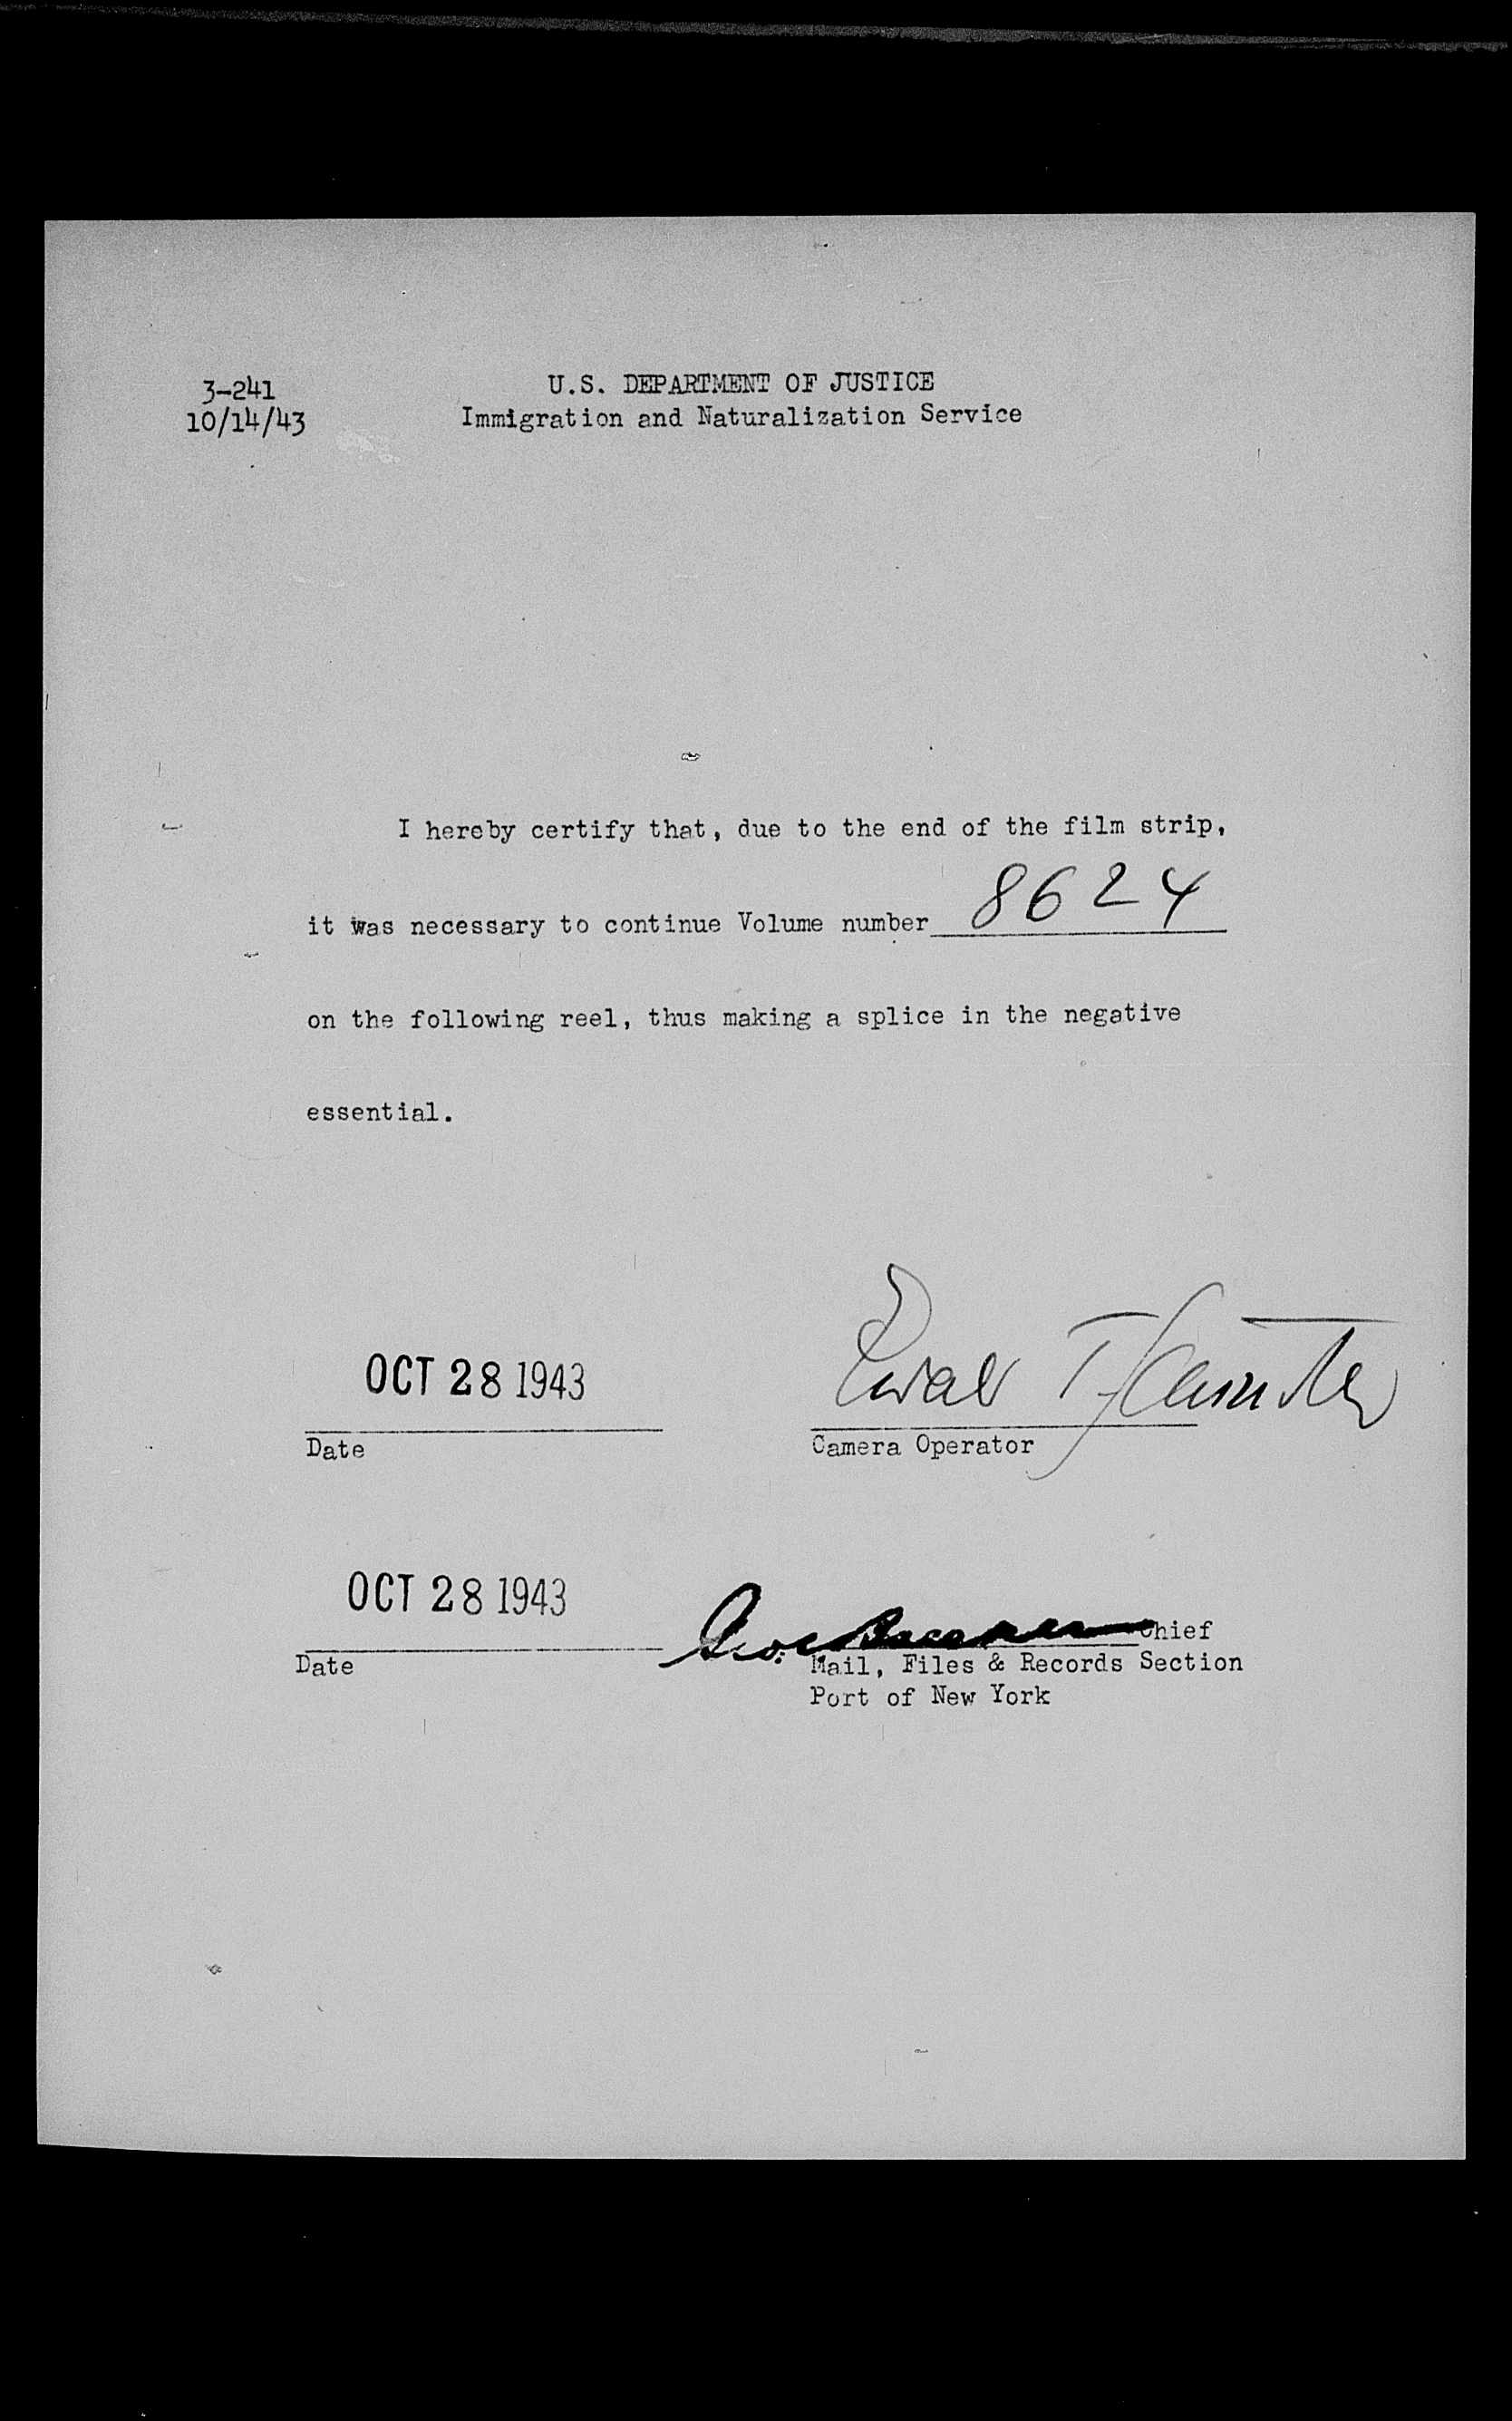 3-241
10/14/43
U.S. DEPARTMENT OF JUSTICE
Immigration and Naturalization Service
I hereby certify that, due to the end of the film strip,
it was necessary to continue Volume number 8624
on the following reel, thus making a splice in the negative
essential.
OCT 28 1943
Date
Camera Operator
OCT 28 1943
Date
Chief
Mail, Files & Records Section
Port of New York